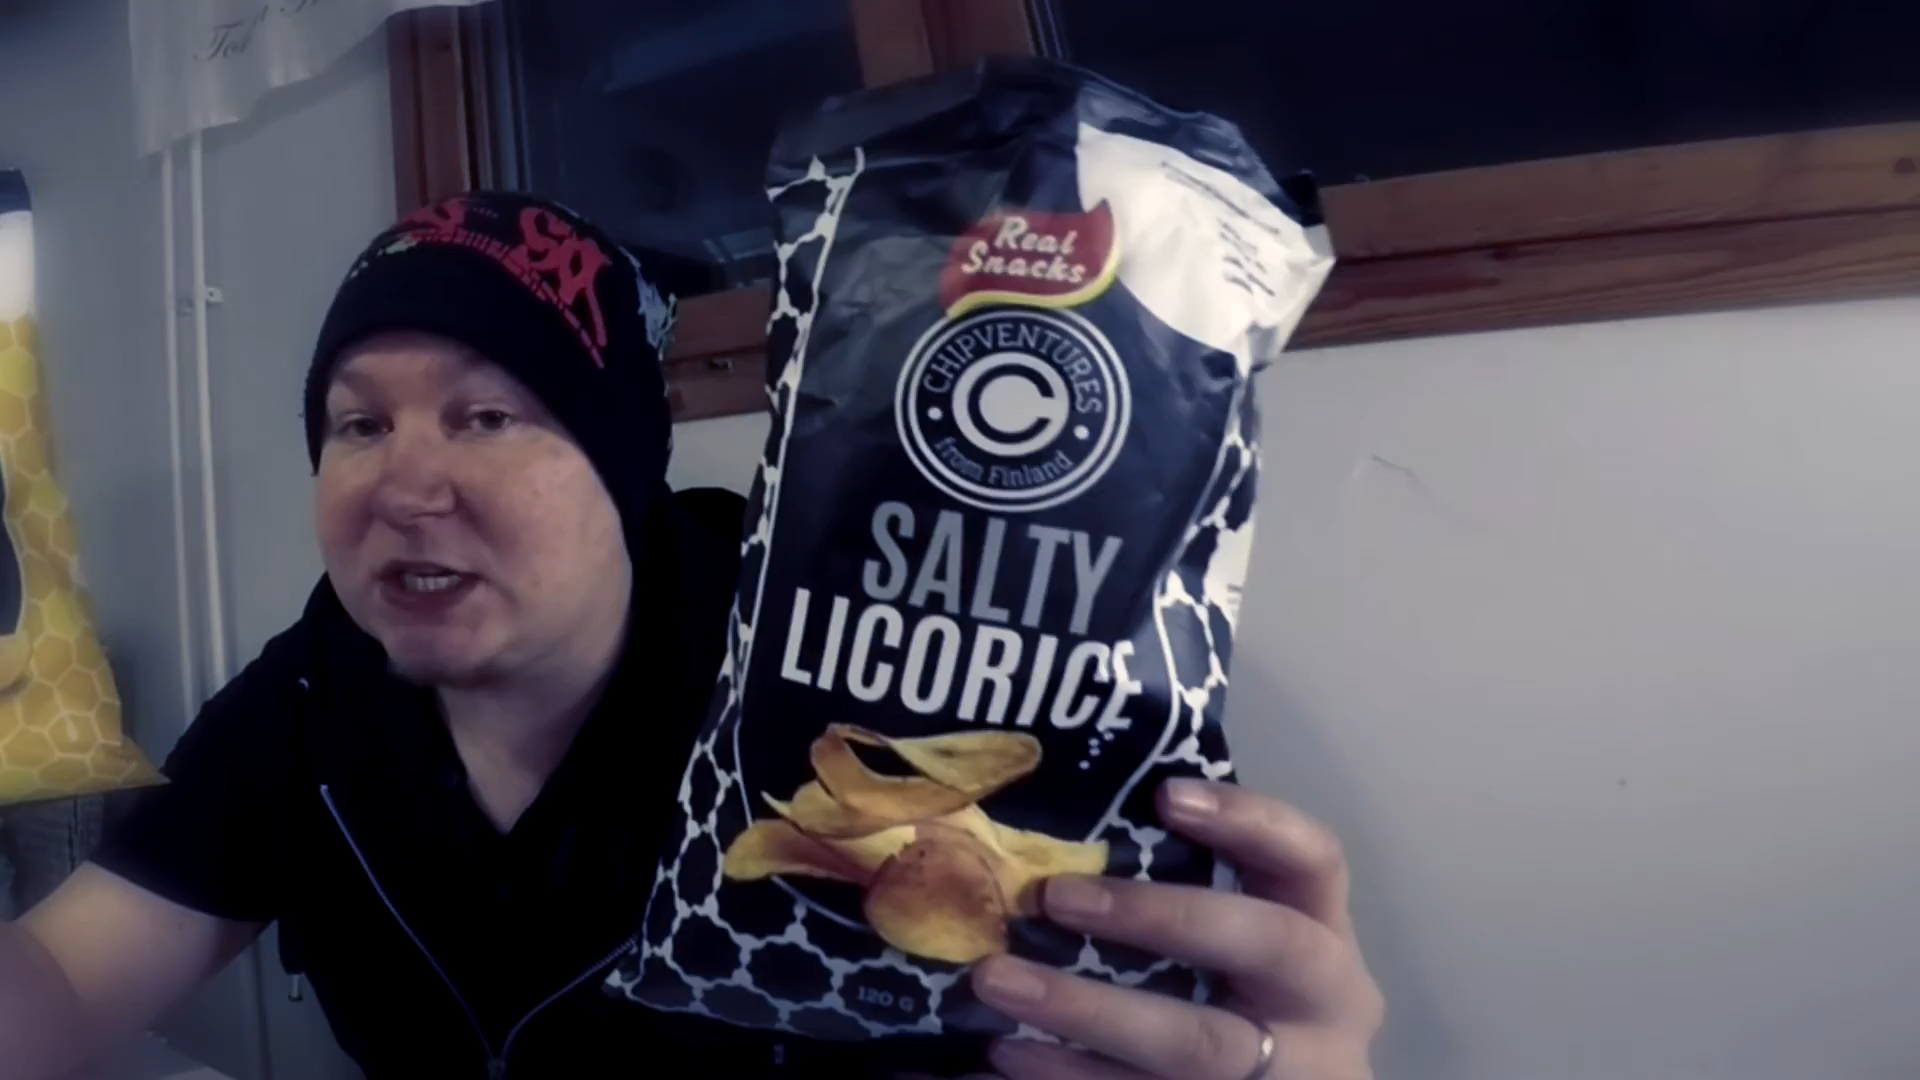 Real
Snacks
CHIPVENTURES
from Finland
SALTY
LICORICE
120 G